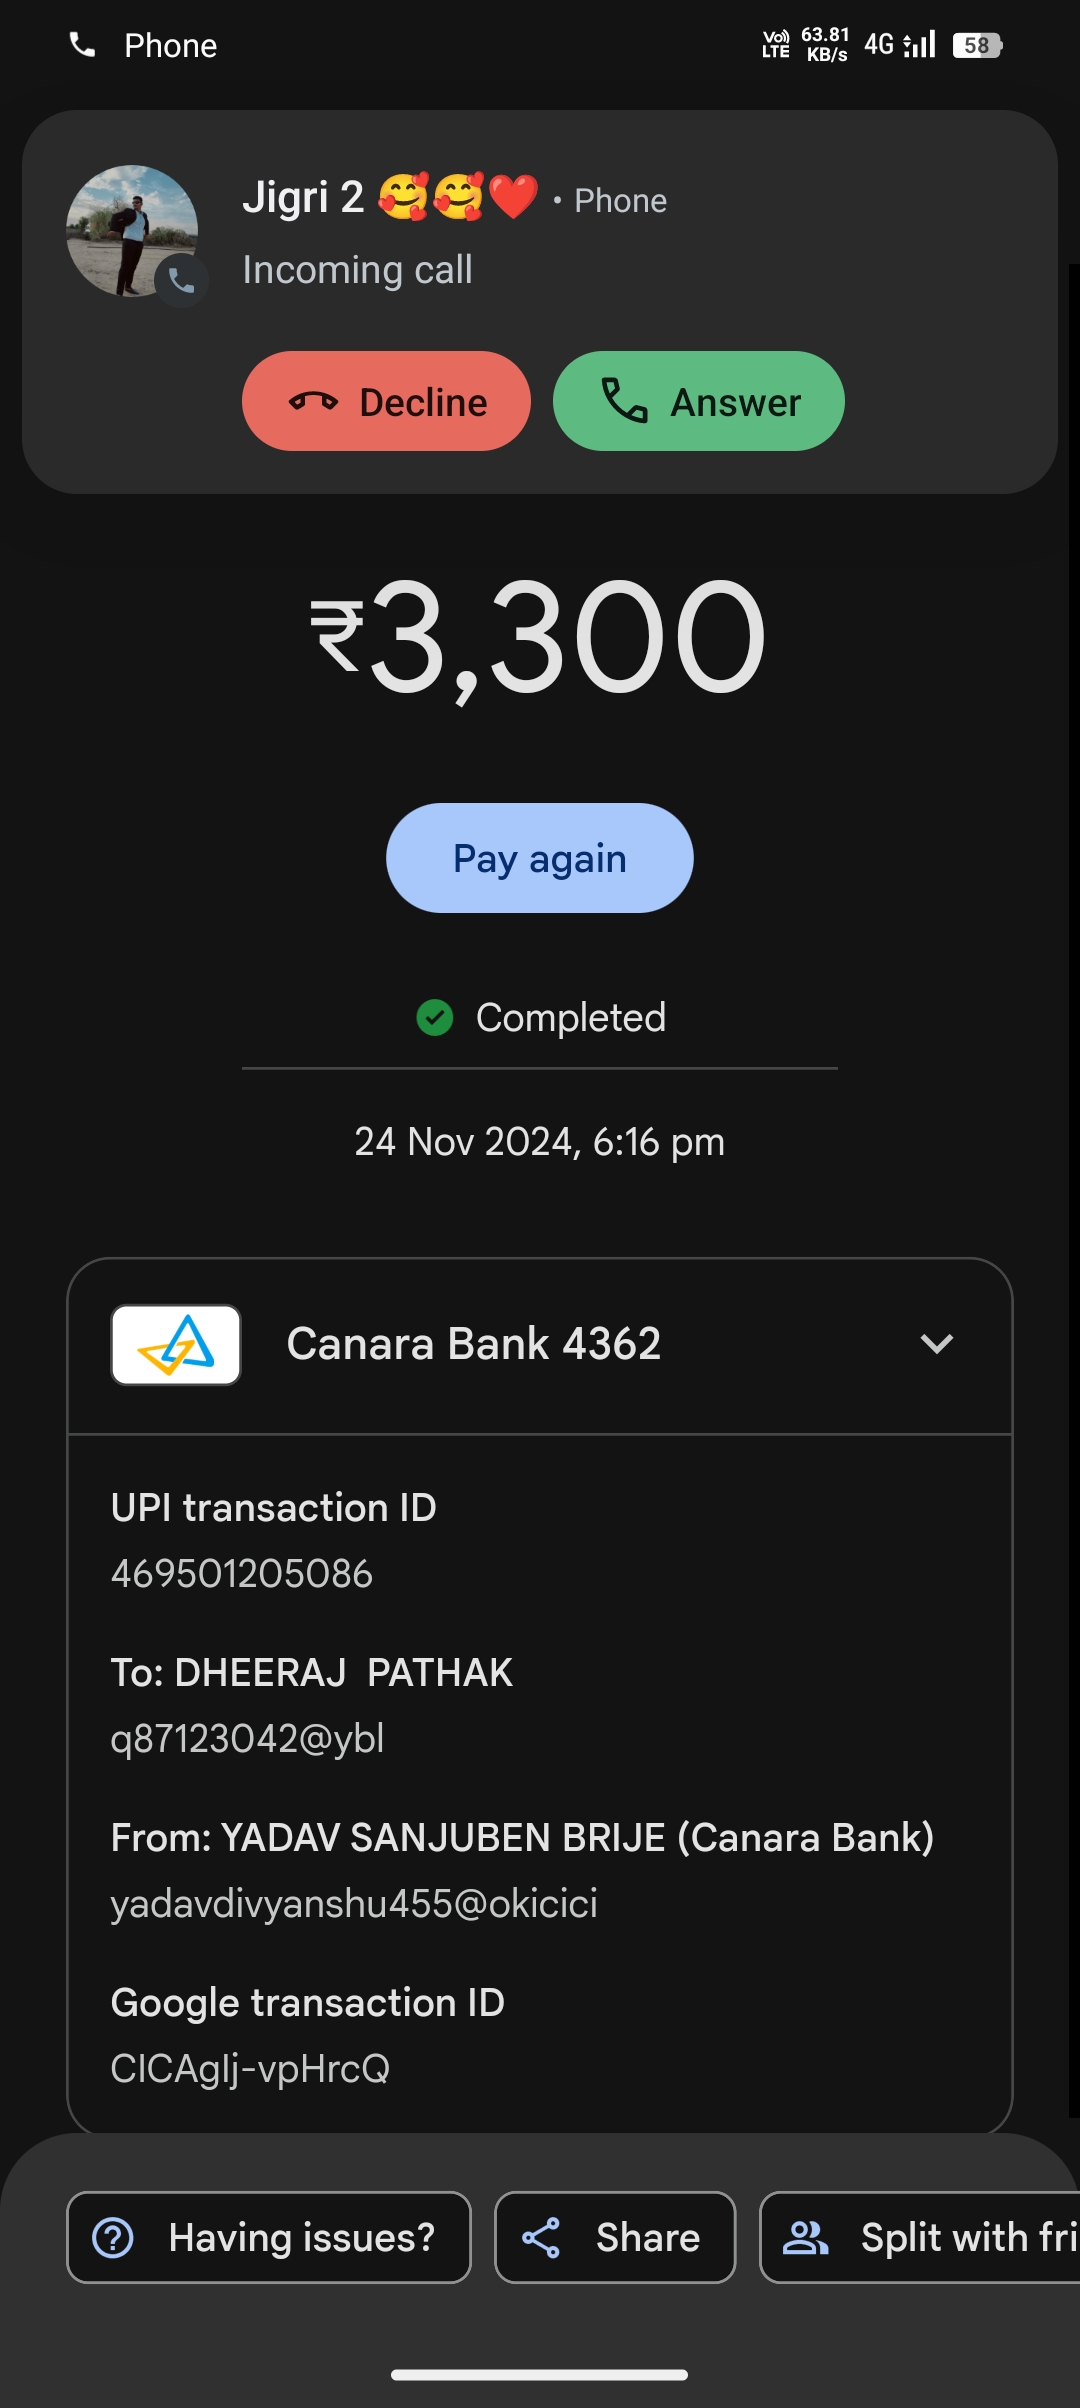 Phone
Vo) LTE 63.81 KB/s 4G 58
Jigri 2 🥰🥰❤️ • Phone
Incoming call
Decline Answer
₹3,300
Pay again
Completed
24 Nov 2024, 6:16 pm
Canara Bank 4362
UPI transaction ID
469501205086
To: DHEERAJ  PATHAK
q87123042@ybl
From: YADAV SANJUBEN BRIJE (Canara Bank)
yadavdivyanshu455@okicici
Google transaction ID
CICAgIj-vpHrcQ
Having issues? Share Split with fri